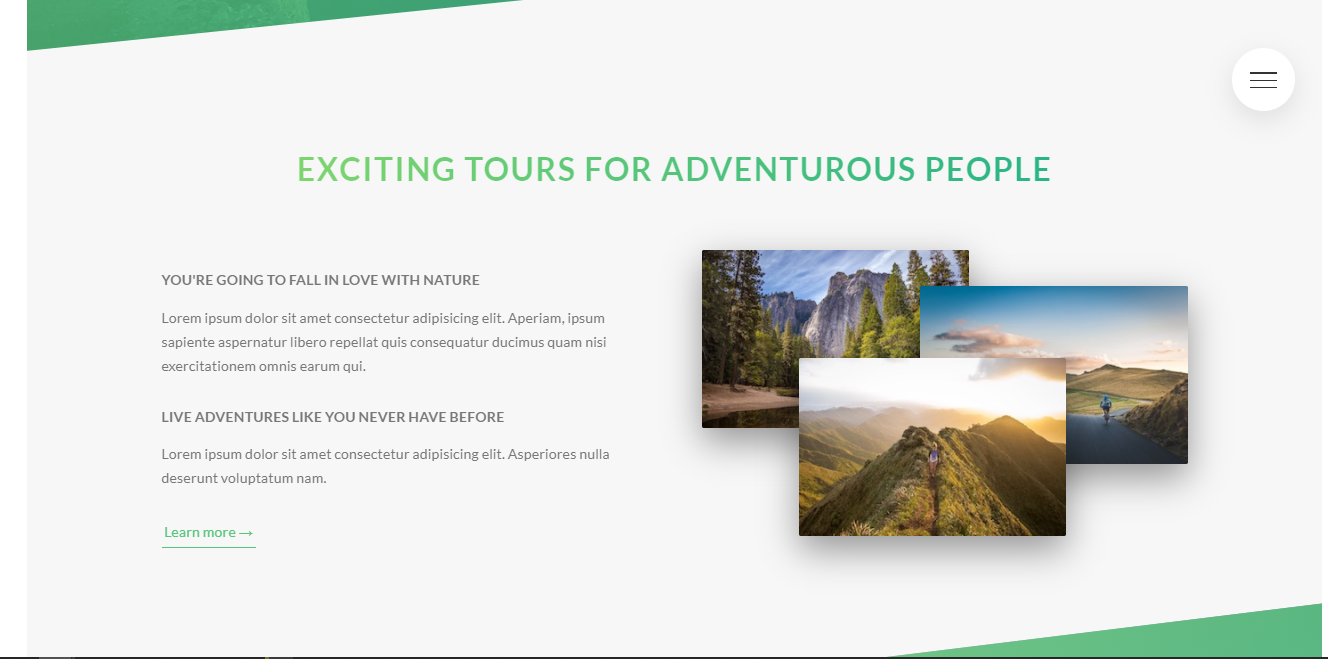 EXCITING TOURS FOR ADVENTUROUS PEOPLE
YOU'RE GOING TO FALL IN LOVE WITH NATURE
Lorem ipsum dolor sit amet consectetur adipisicing elit. Aperiam, ipsum
sapiente aspernatur libero repellat quis consequatur ducimus quam nisi
exercitationem omnis earum qui.
LIVE ADVENTURES LIKE YOU NEVER HAVE BEFORE
Lorem ipsum dolor sit amet consectetur adipisicing elit. Asperiores nulla
deserunt voluptatum nam.
Learn more →